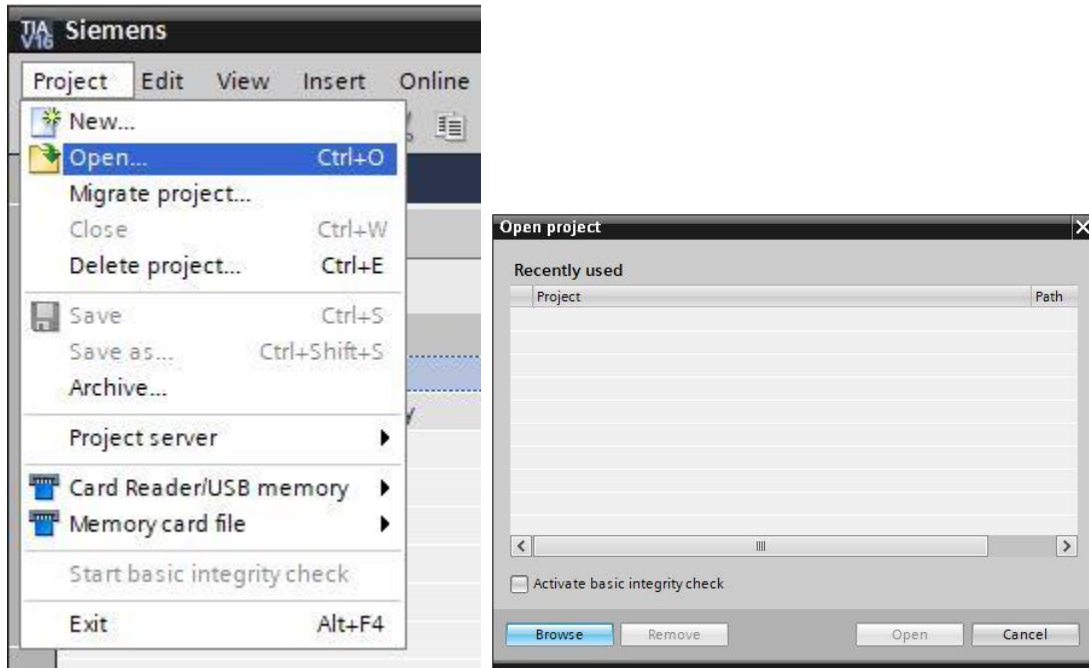 TIA V16 Siemens
Project Edit View Insert Online
New...
Open... Ctrl+O
Migrate project...
Close Ctrl+W
Delete project... Ctrl+E
Save Ctrl+S
Save as... Ctrl+Shift+S
Archive...
Project server
Card Reader/USB memory
Memory card file
Start basic integrity check
Exit Alt+F4
Open project
Recently used
Project Path
Activate basic integrity check
Browse Remove Open Cancel